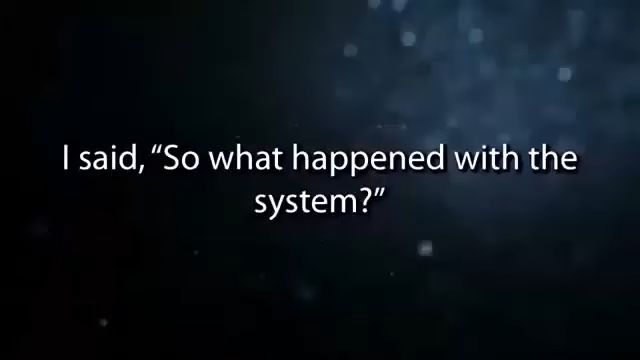 I said, “So what happened with the
system?”